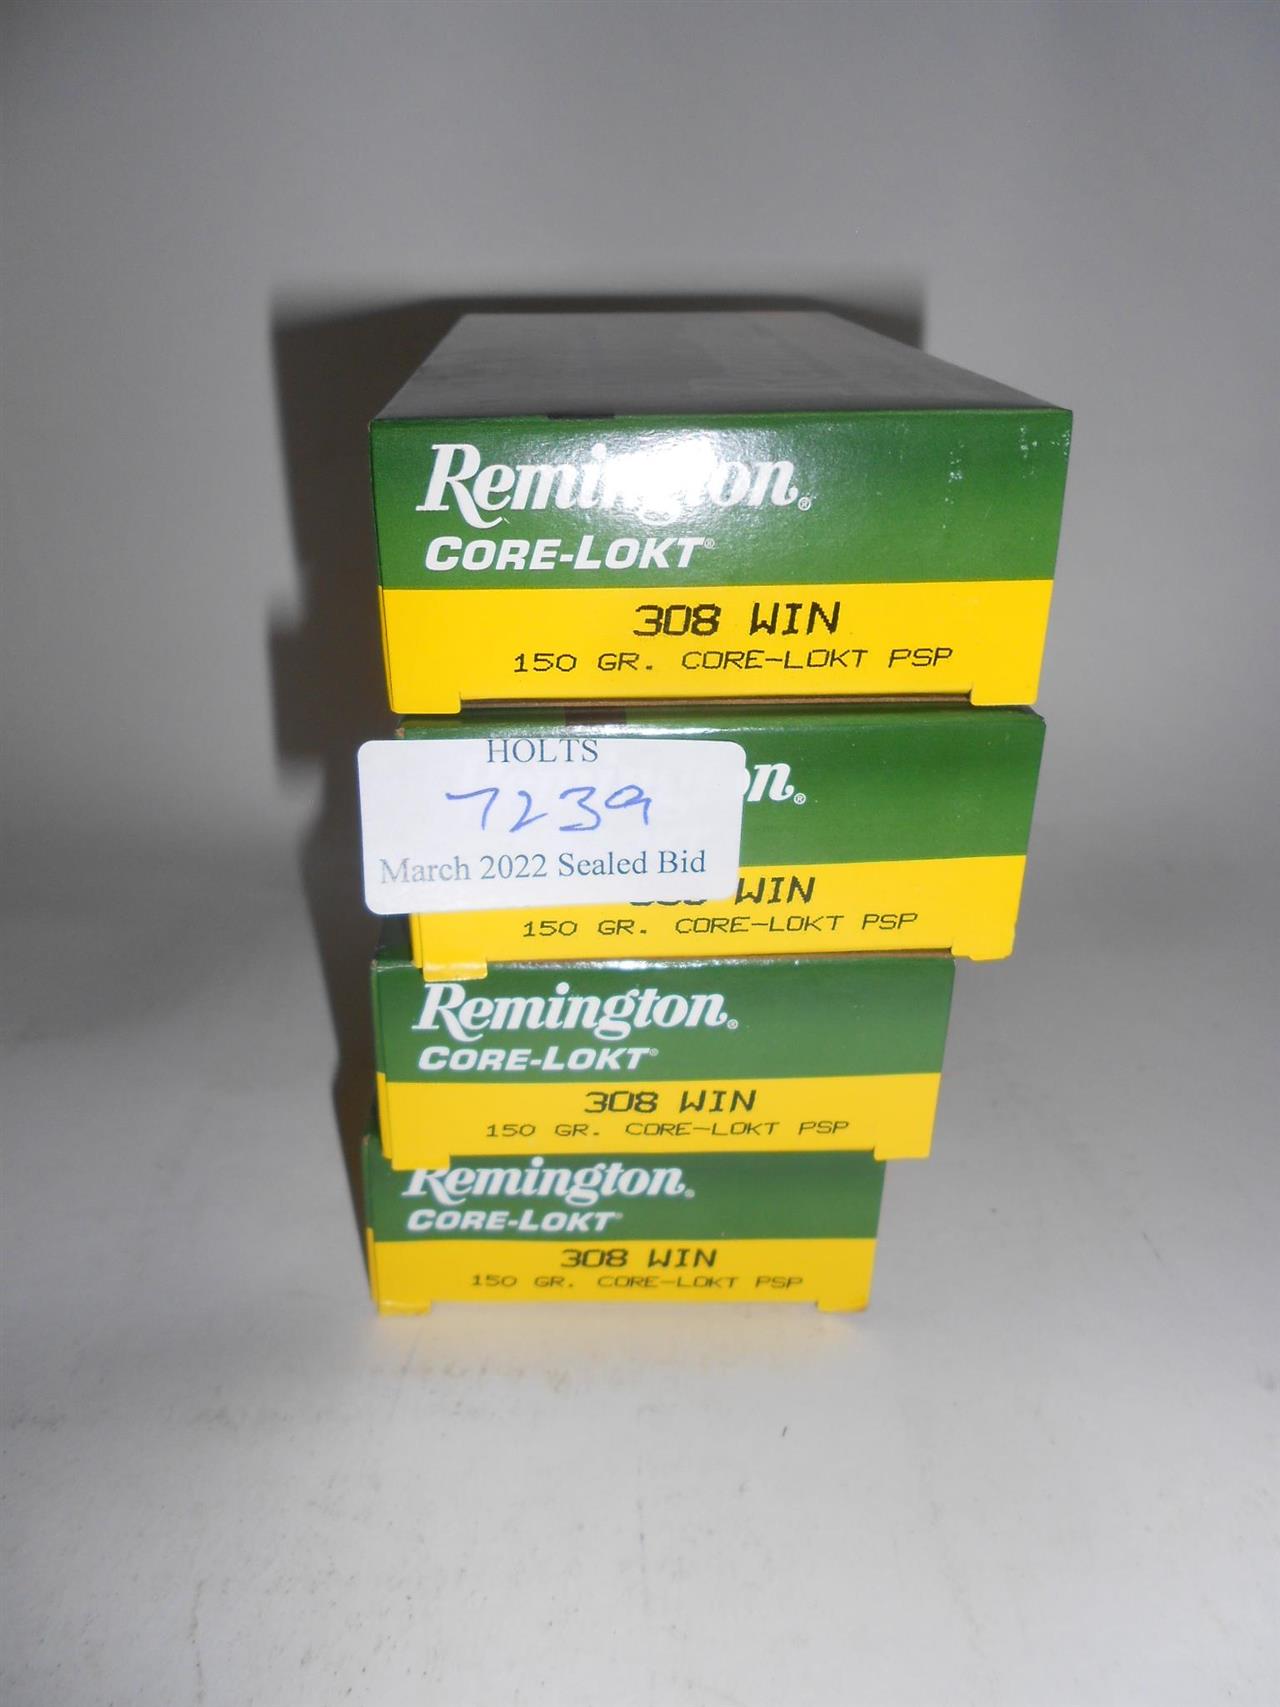 Remington®
CORE-LOKT®
308 WIN
150 GR. CORE-LOKT PSP
HOLTS
7239
March 2022 Sealed Bid
WIN
150 GR. CORE-LOKT PSP
Remington®
CORE-LOKT®
308 WIN
150 GR. CORE-LOKT PSP
Remington®
CORE-LOKT®
308 WIN
150 GR. CORE-LOKT PSP